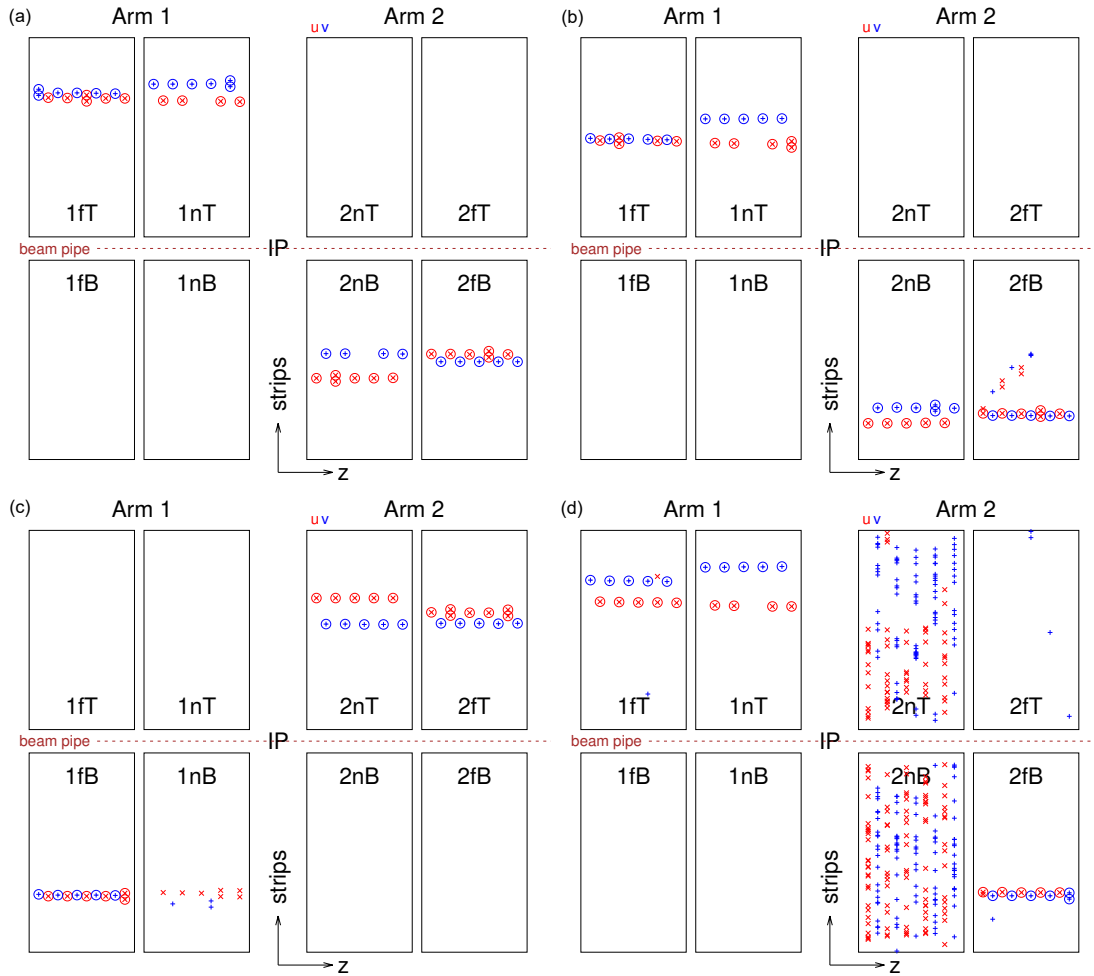 (a) Arm 1 Arm 2
u v
1fT 1nT 2nT 2fT
beam pipe IP
1fB 1nB 2nB 2fB
strips
z
(b) Arm 1 Arm 2
u v
1fT 1nT 2nT 2fT
beam pipe IP
1fB 1nB 2nB 2fB
strips
z
(c) Arm 1 Arm 2
u v
1fT 1nT 2nT 2fT
beam pipe IP
1fB 1nB 2nB 2fB
strips
z
(d) Arm 1 Arm 2
u v
1fT 1nT 2nT 2fT
beam pipe IP
1fB 1nB 2nB 2fB
strips
z